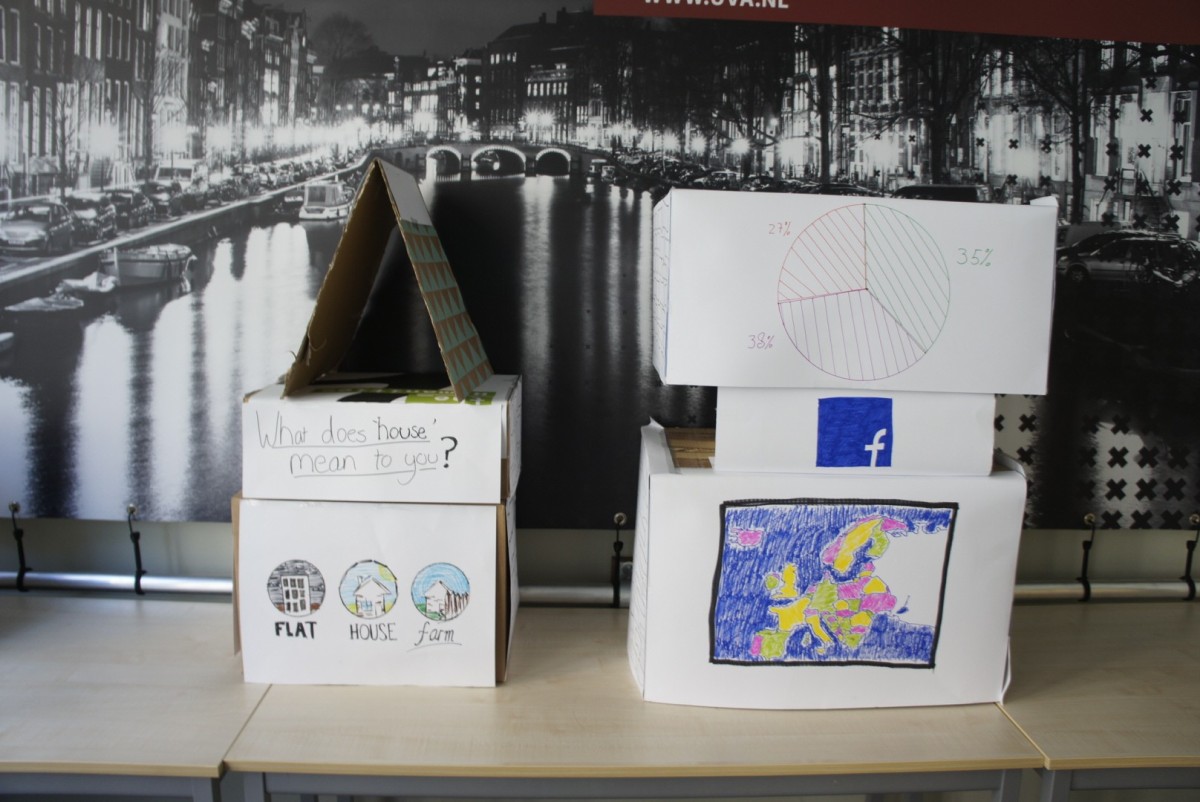 WWW.UVA.NL
What does 'house'
mean to you?
FLAT HOUSE farm
27%
35%
38%
f